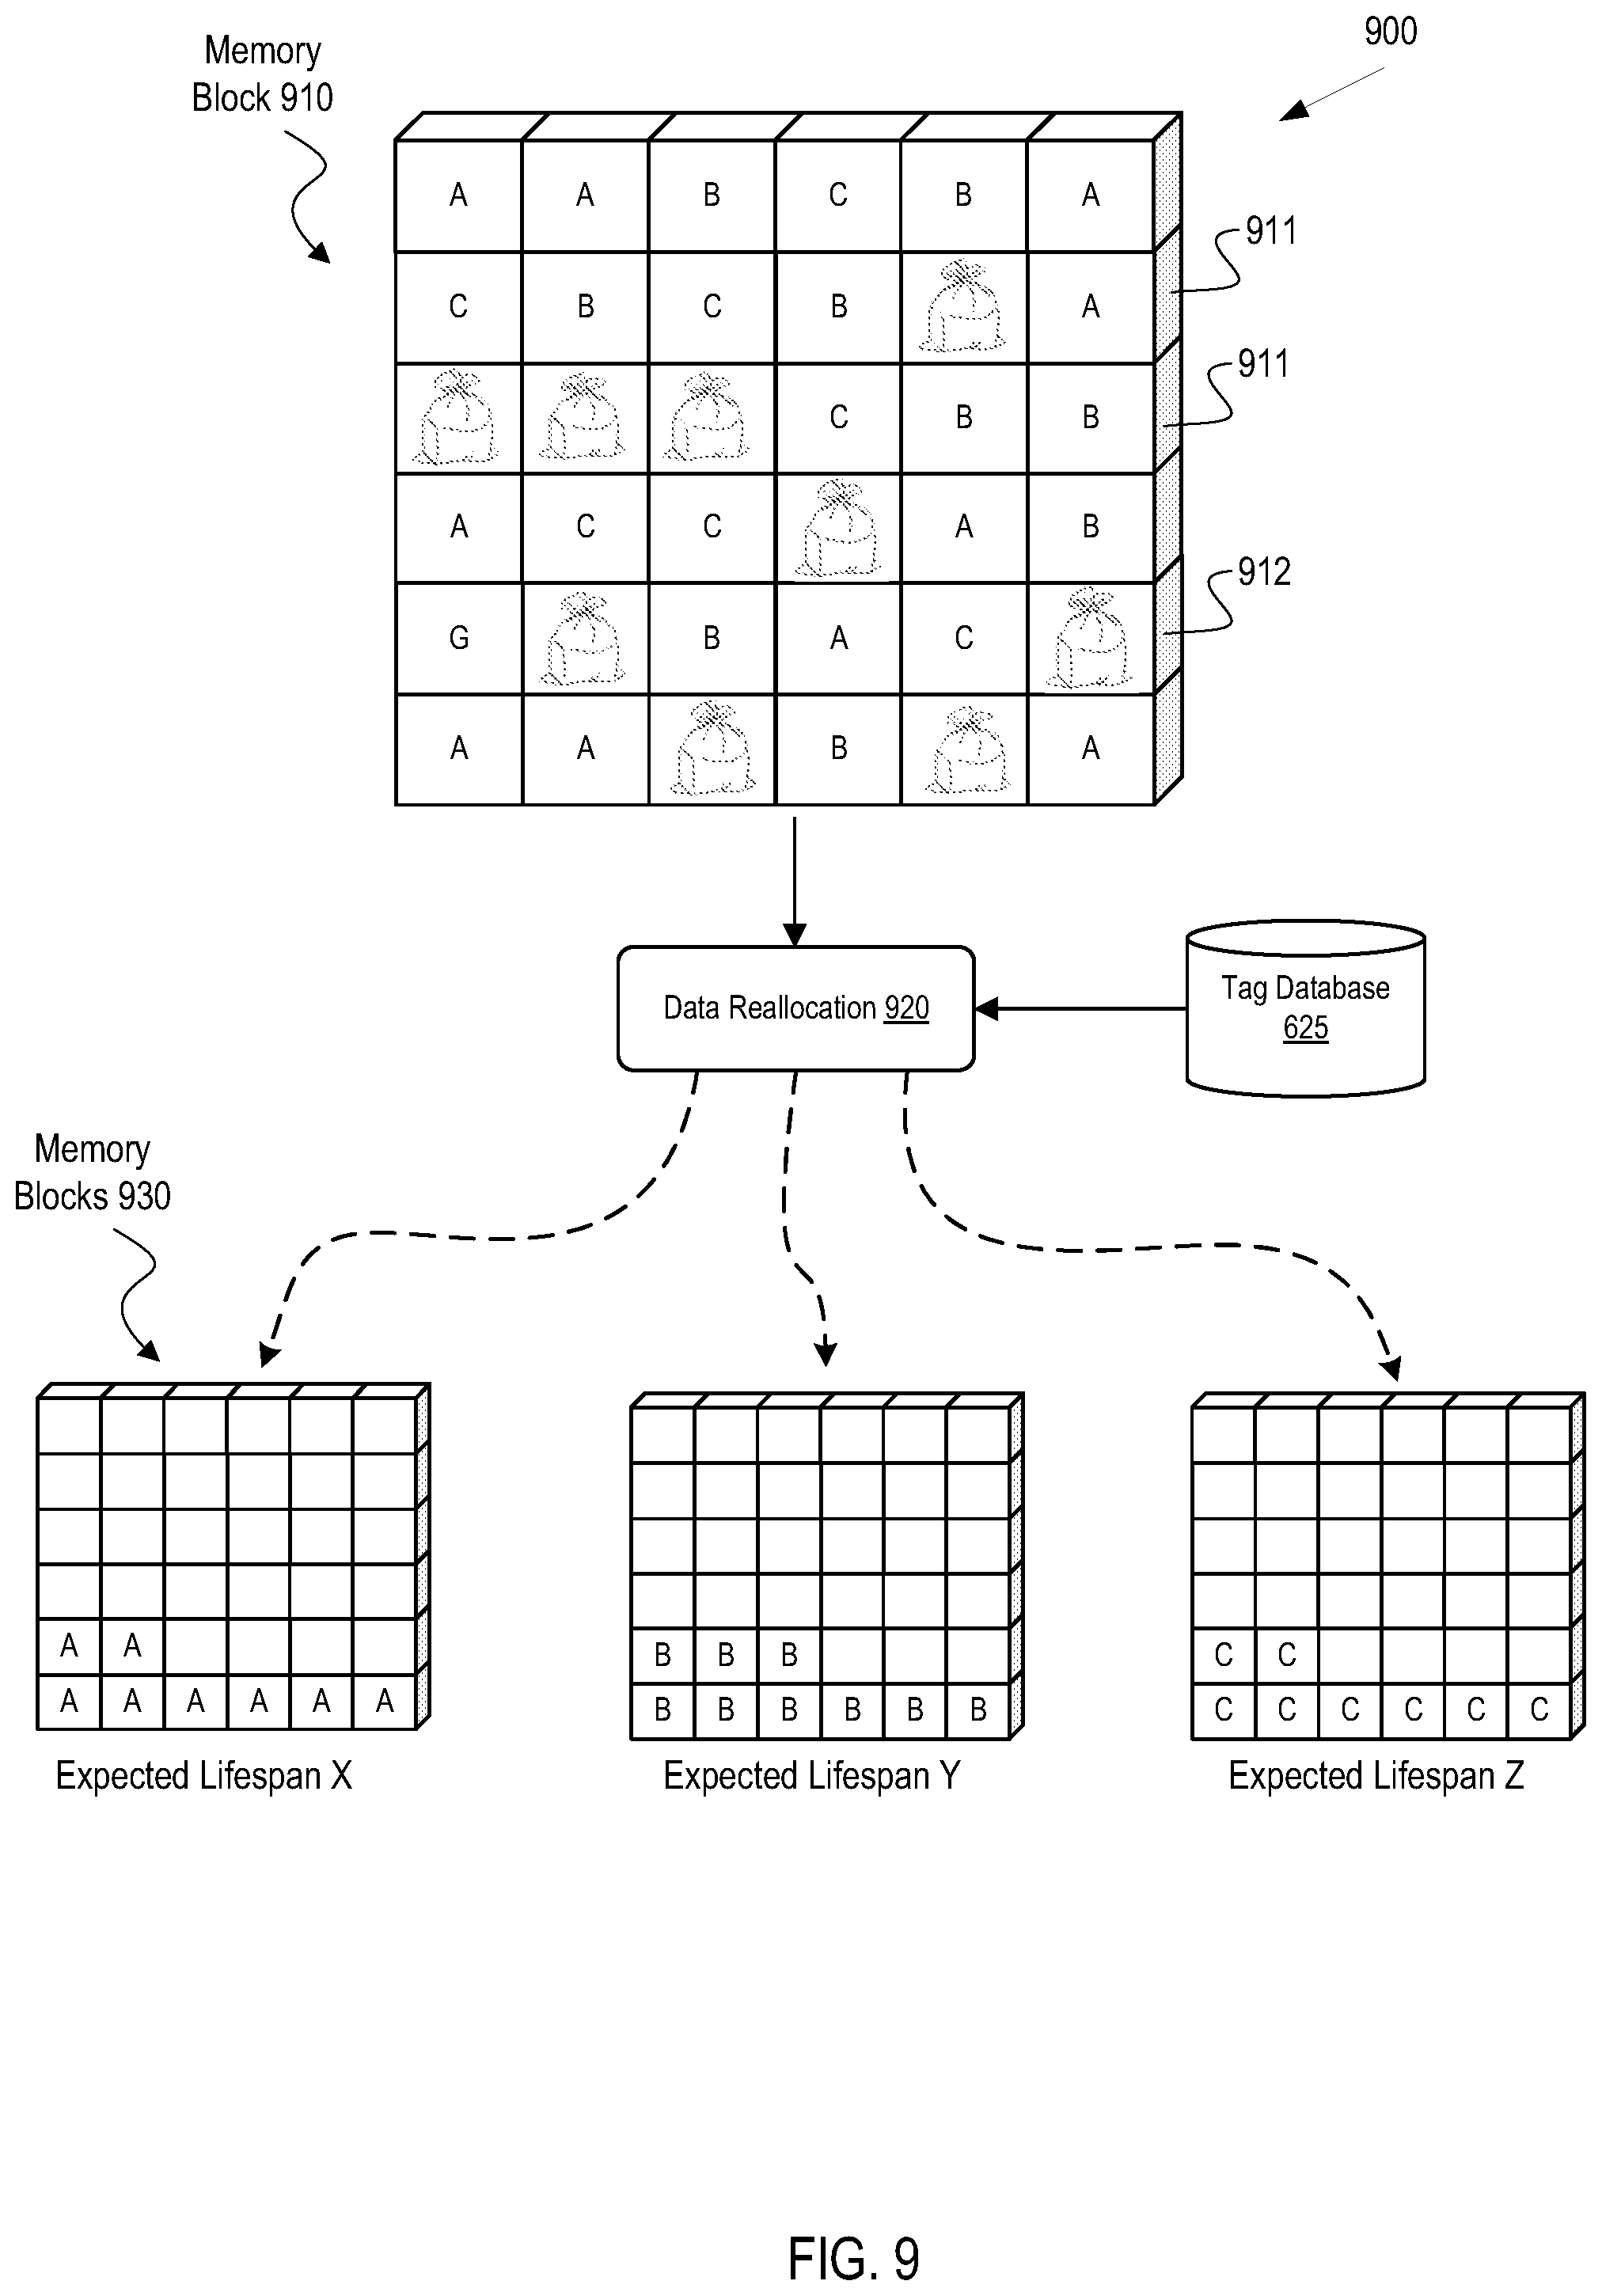 900
Memory
Block 910
A A B C B A
911
C B C B A
911
C B B
A C C A B
912
G B A C
A A B A
Data Reallocation 920
Tag Database
625
Memory
Blocks 930
A A
A A A A A A
Expected Lifespan X
B B B
B B B B B B
Expected Lifespan Y
C C
C C C C C C
Expected Lifespan Z
FIG. 9